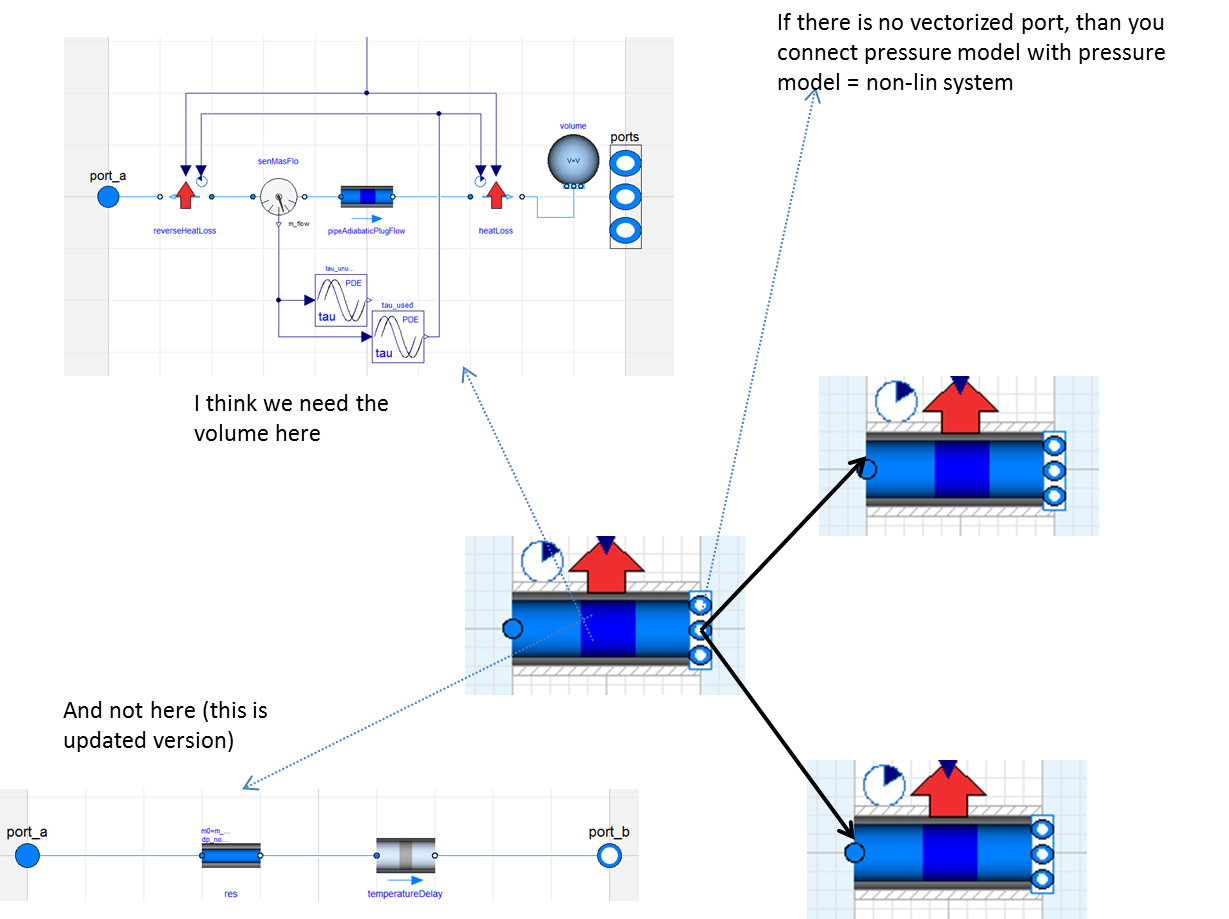 If there is no vectorized port, than you
connect pressure model with pressure
model = non-lin system
volume
V=V
ports
port_a
senMasFlo
m_flow
reverseHeatLoss
pipeAdiabaticPlugFlow
heatLoss
tau_unu...
PDE
tau
tau_used
PDE
tau
I think we need the
volume here
And not here (this is
updated version)
port_a
m0=m_...
dp_no...
res
temperatureDelay
port_b